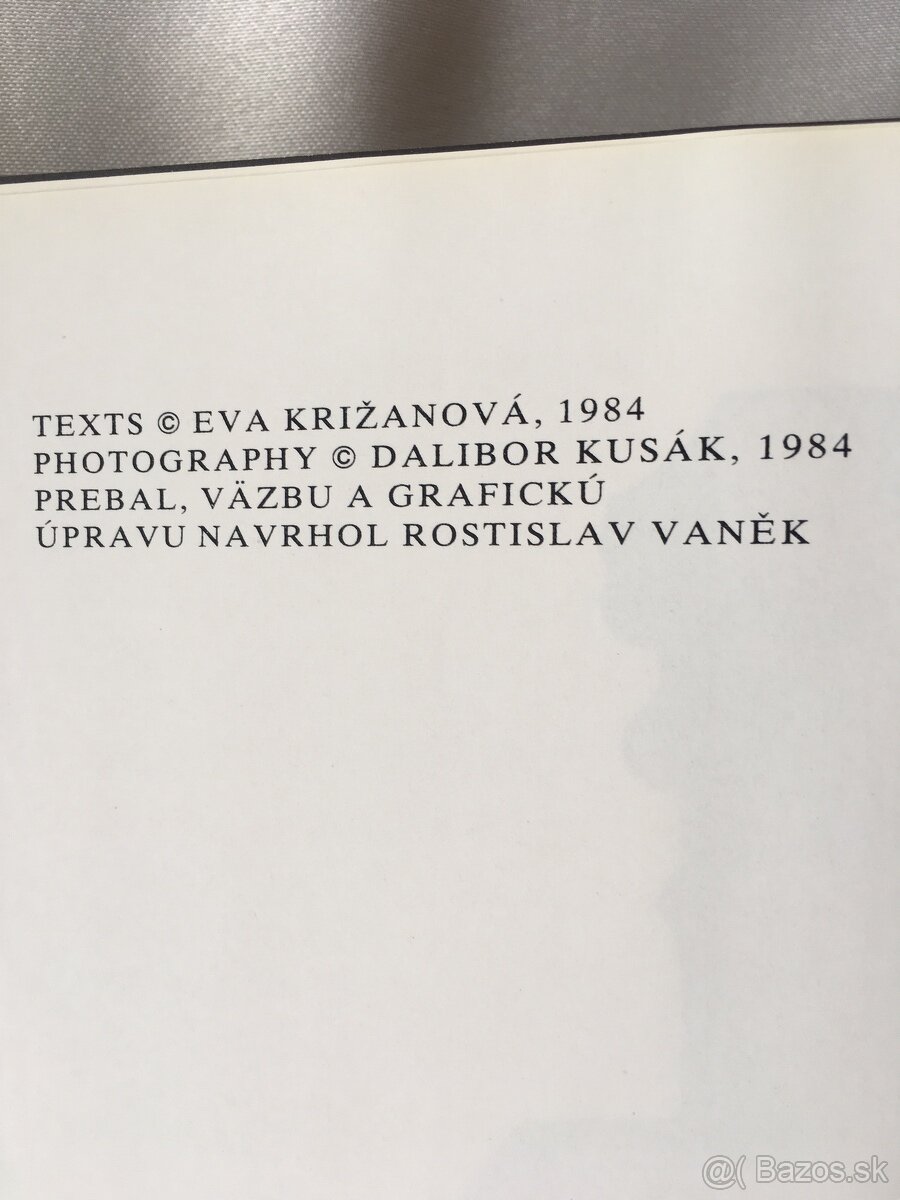 TEXTS © EVA KRIŽANOVÁ, 1984
PHOTOGRAPHY © DALIBOR KUSÁK, 1984
PREBAL, VÄZBU A GRAFICKÚ
ÚPRAVU NAVRHOL ROSTISLAV VANĚK
@( Bazos.sk